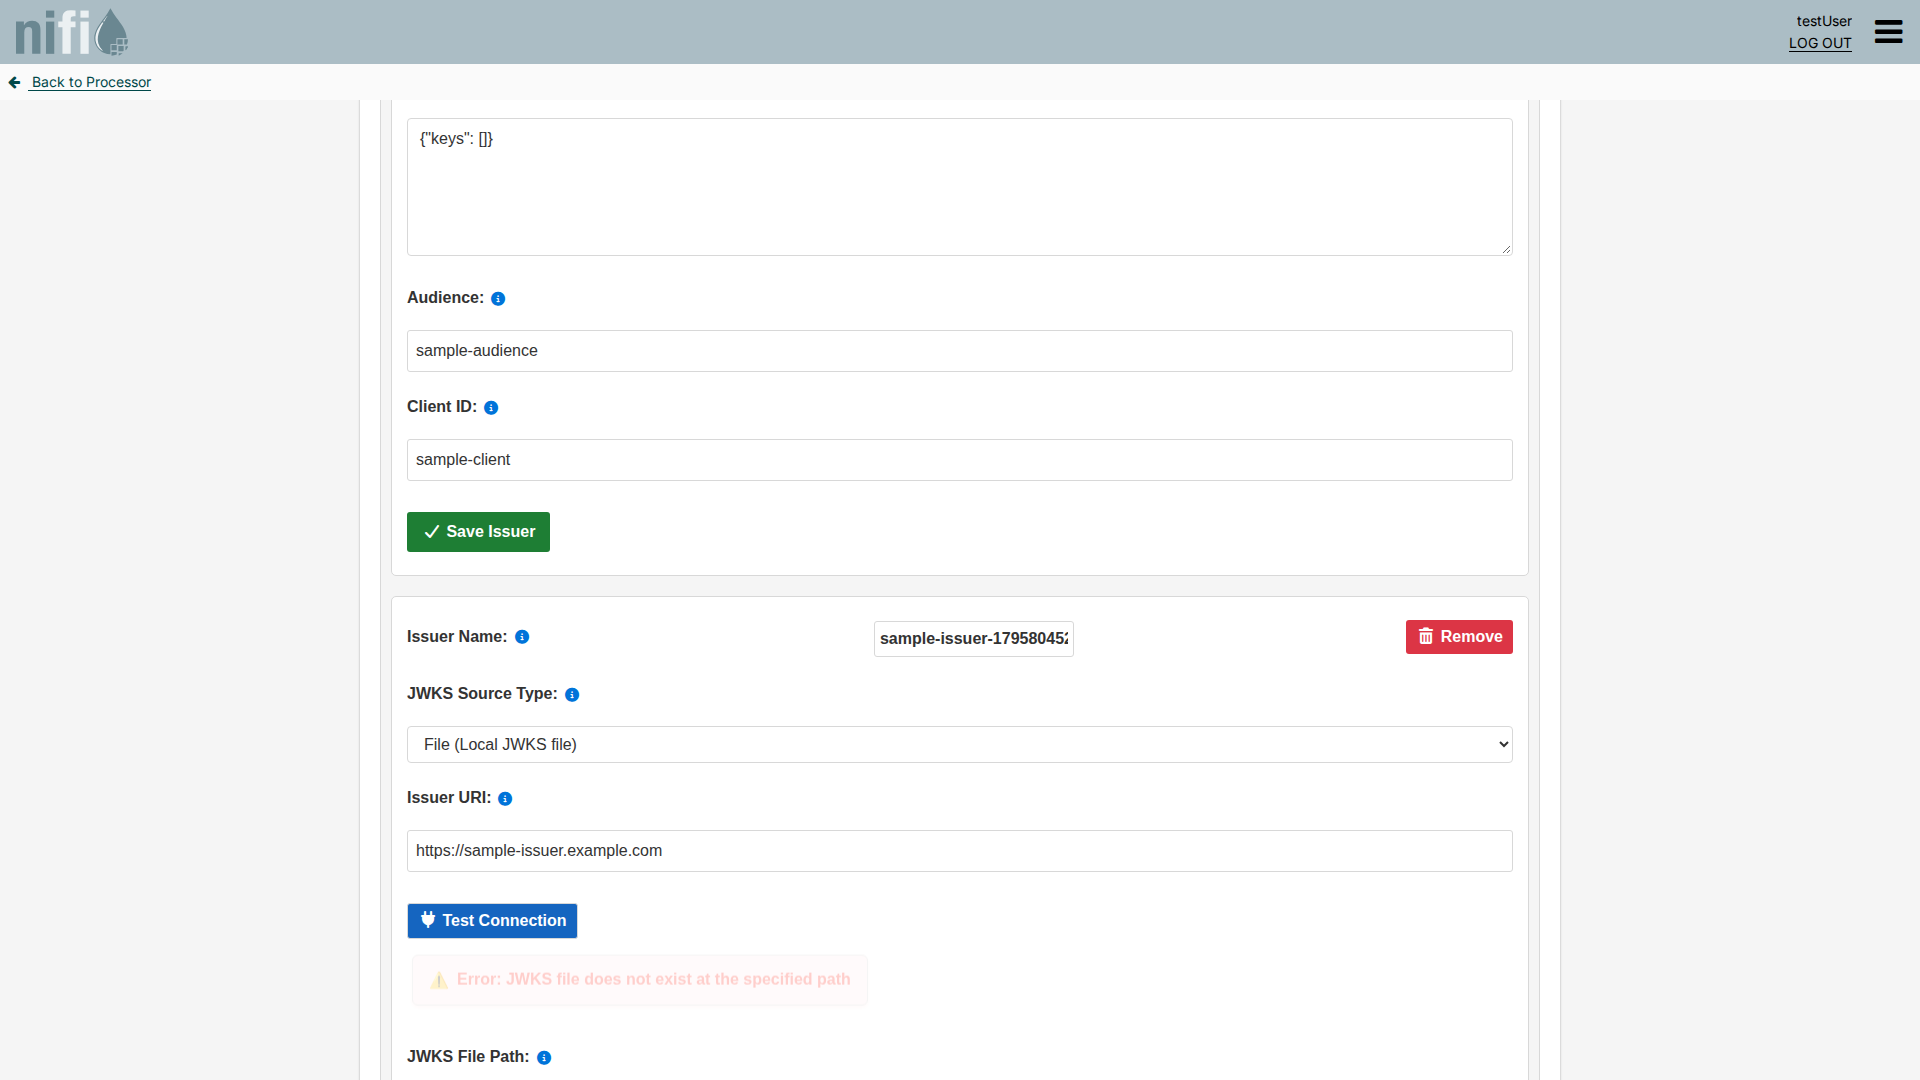 nifi
testUser
LOG OUT
Back to Processor
{"keys": []}
Audience:
sample-audience
Client ID:
sample-client
Save Issuer
Issuer Name:
sample-issuer-179580452
Remove
JWKS Source Type:
File (Local JWKS file)
Issuer URI:
https://sample-issuer.example.com
Test Connection
Error: JWKS file does not exist at the specified path
JWKS File Path: